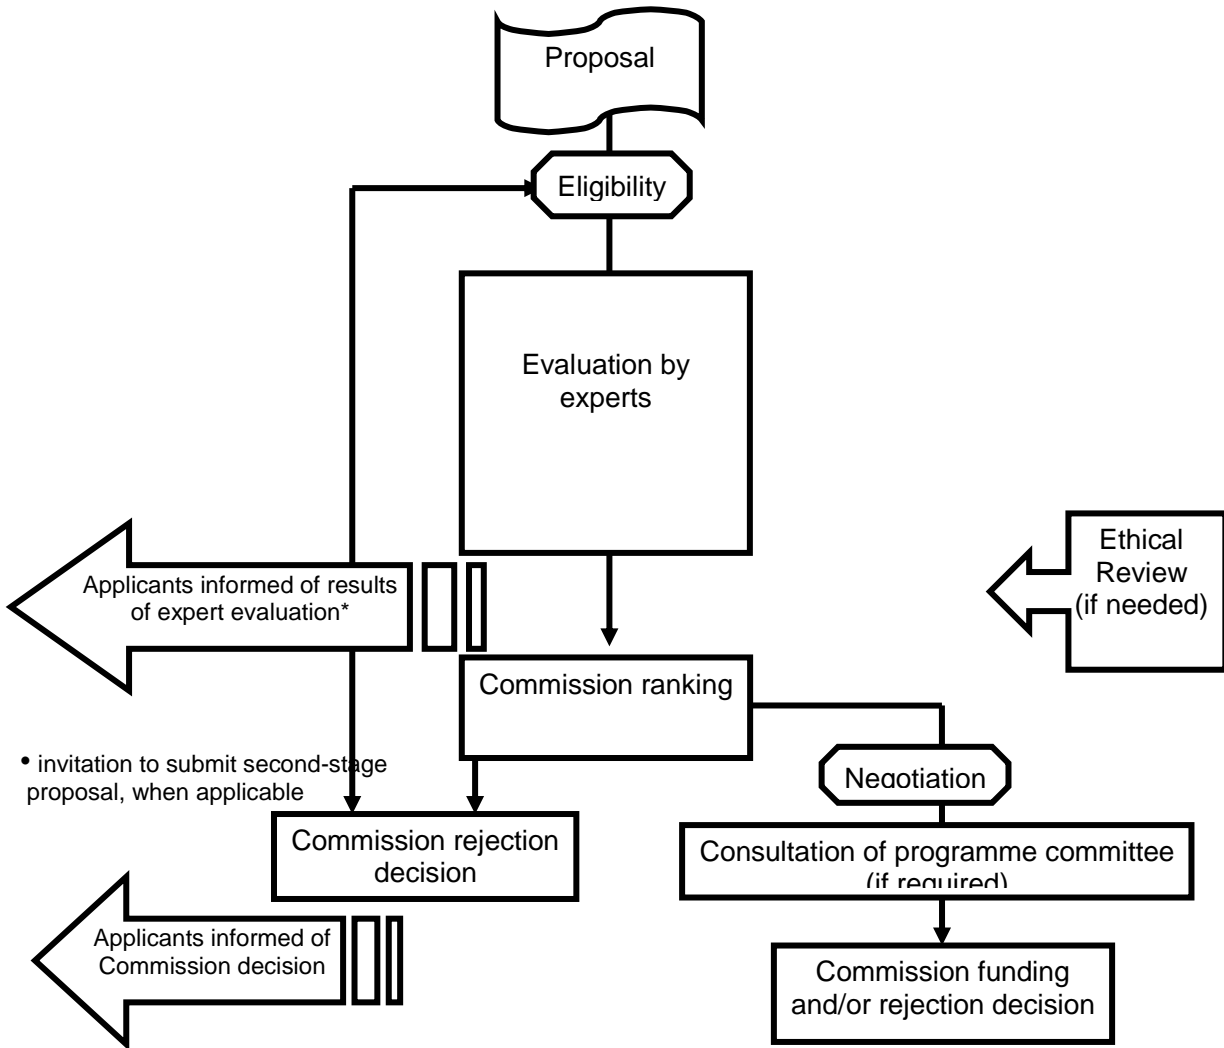 Proposal
Eligibility
Evaluation by
experts
Ethical
Review
(if needed)
Applicants informed of results
of expert evaluation*
Commission ranking
• invitation to submit second-stage
proposal, when applicable
Negotiation
Commission rejection
decision
Consultation of programme committee
(if required)
Applicants informed of
Commission decision
Commission funding
and/or rejection decision